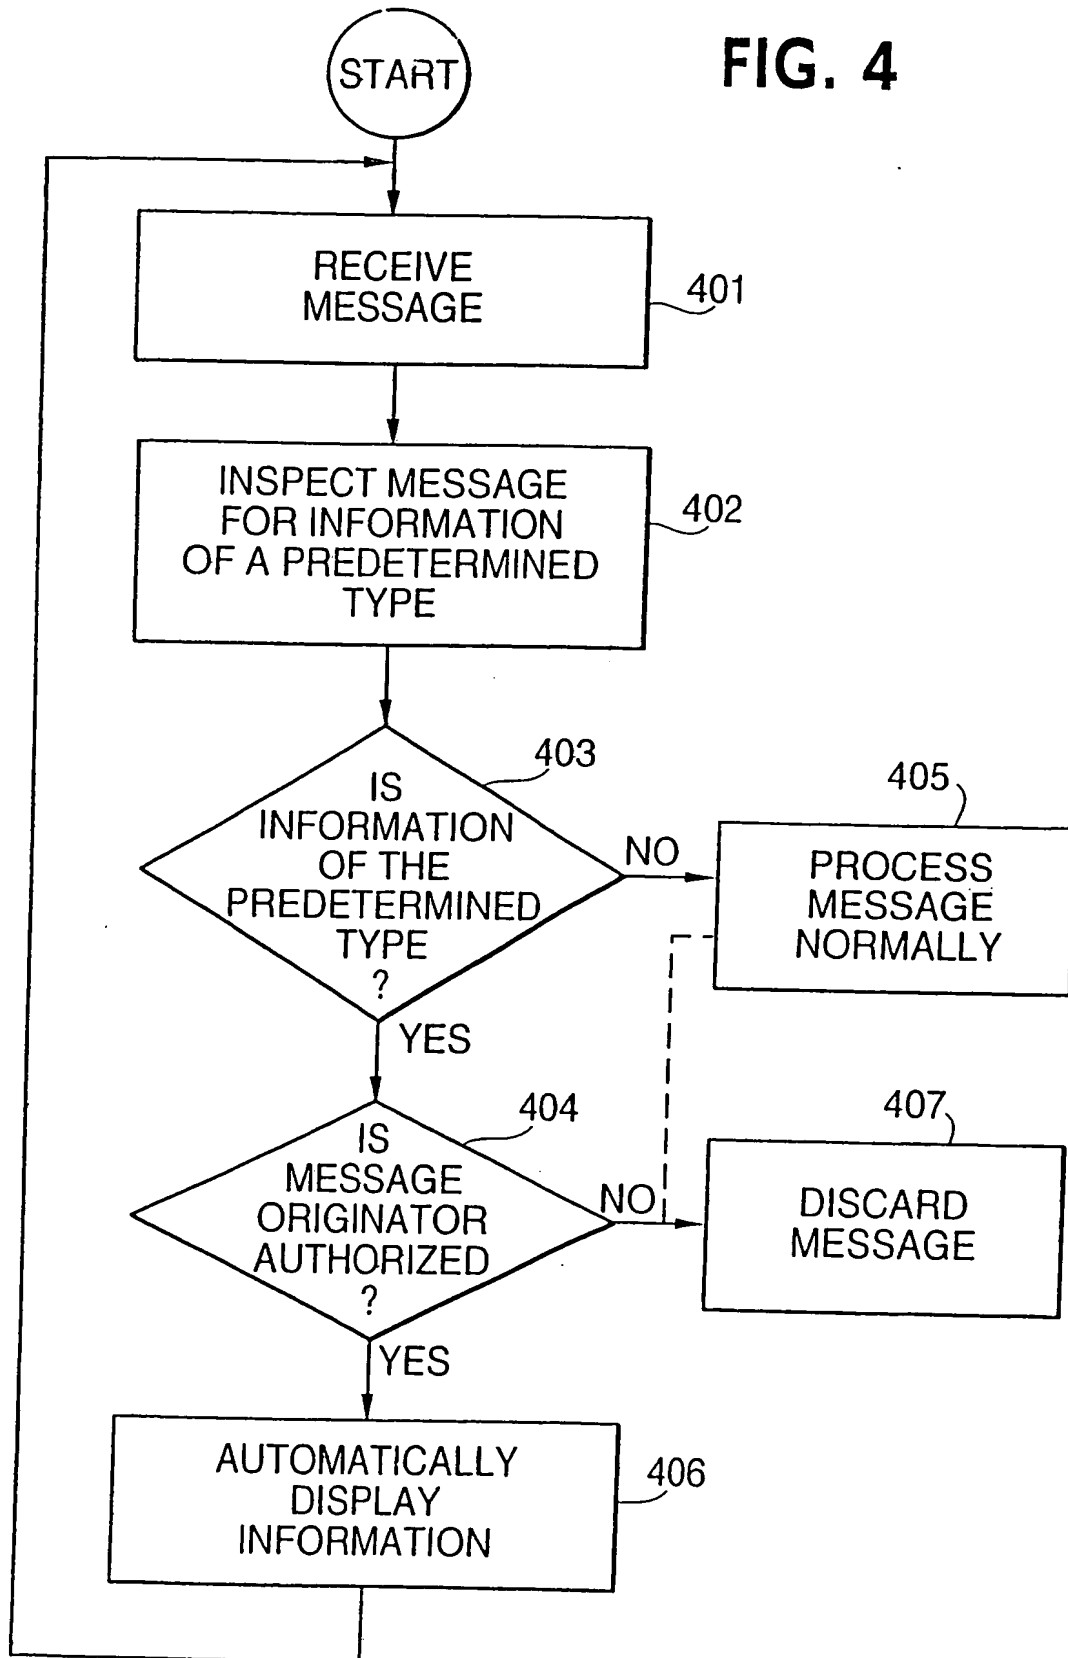 FIG. 4
START
RECEIVE
MESSAGE
401
INSPECT MESSAGE
FOR INFORMATION
OF A PREDETERMINED
TYPE
402
403
IS
INFORMATION
OF THE
PREDETERMINED
TYPE
?
NO
405
PROCESS
MESSAGE
NORMALLY
YES
404
IS
MESSAGE
ORIGINATOR
AUTHORIZED
?
NO
407
DISCARD
MESSAGE
YES
AUTOMATICALLY
DISPLAY
INFORMATION
406